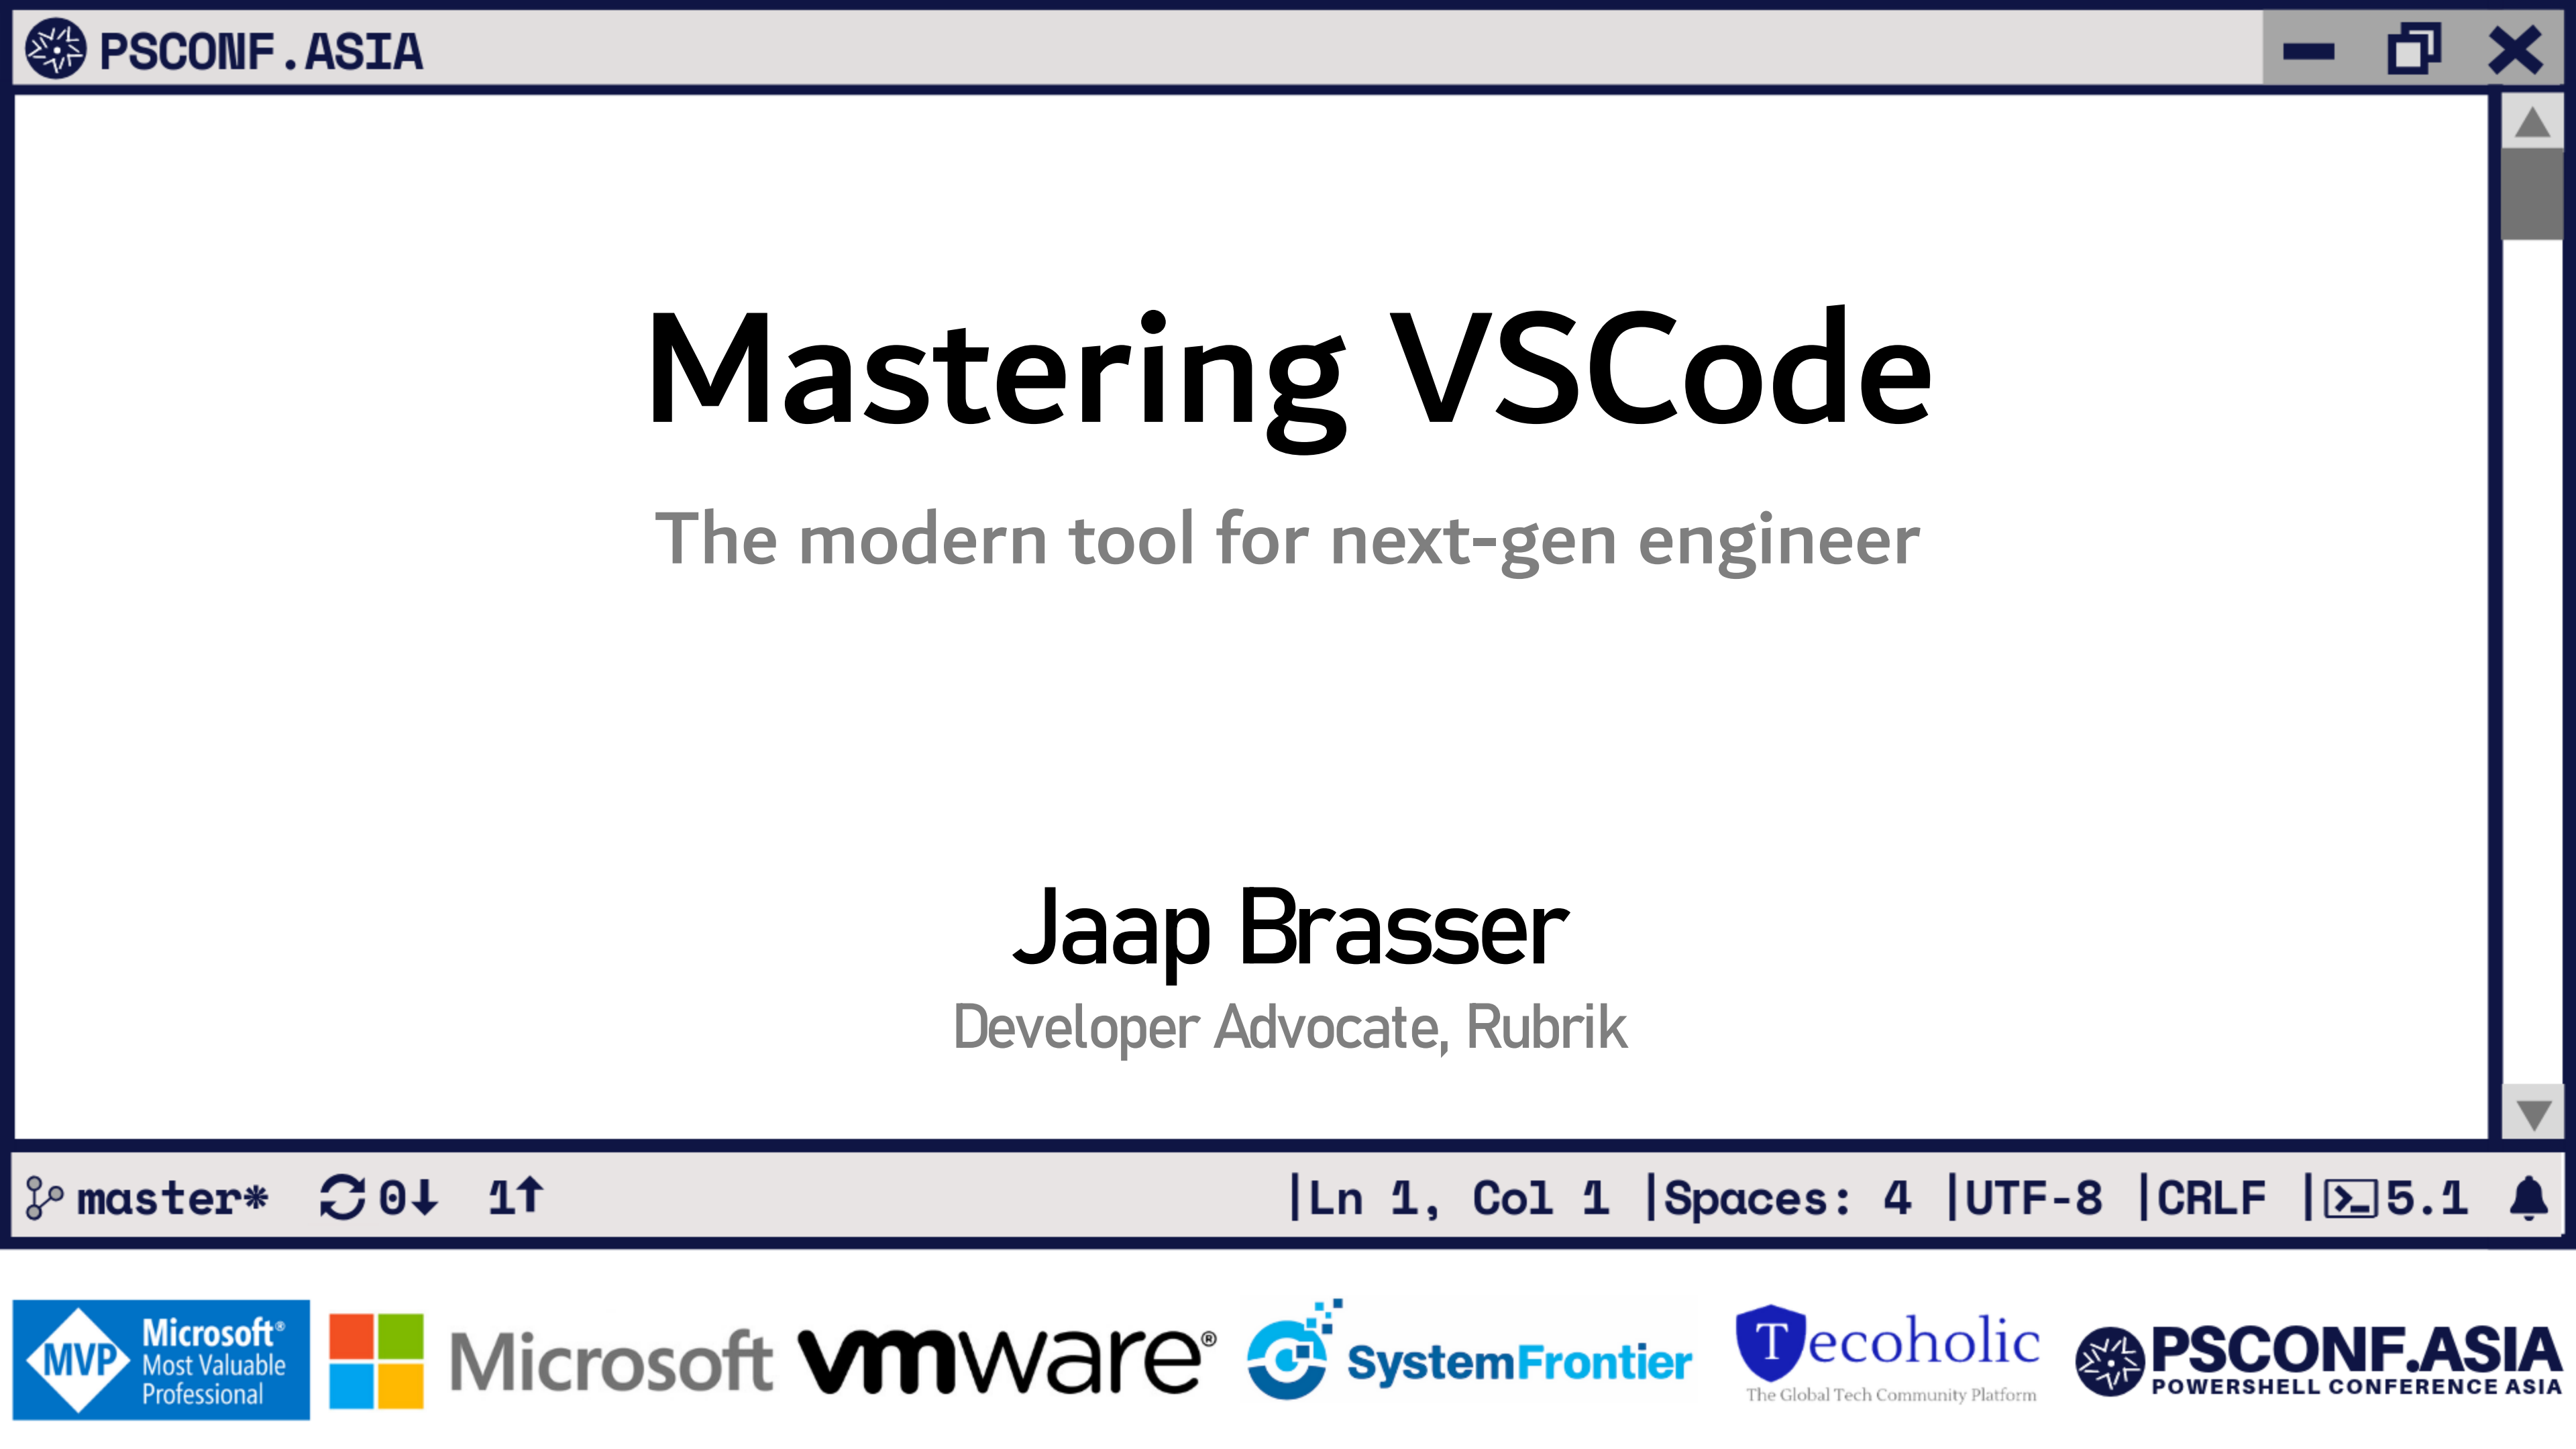 PSCONF.ASIA
Mastering VSCode
The modern tool for next-gen engineer
Jaap Brasser
Developer Advocate, Rubrik
master* 0↓ 1↑ |Ln 1, Col 1 |Spaces: 4 |UTF-8 |CRLF |>_5.1
MVP
Microsoft®
Most Valuable
Professional
Microsoft
vmware®
SystemFrontier
Tecoholic
The Global Tech Community Platform
PSCONF.ASIA
POWERSHELL CONFERENCE ASIA